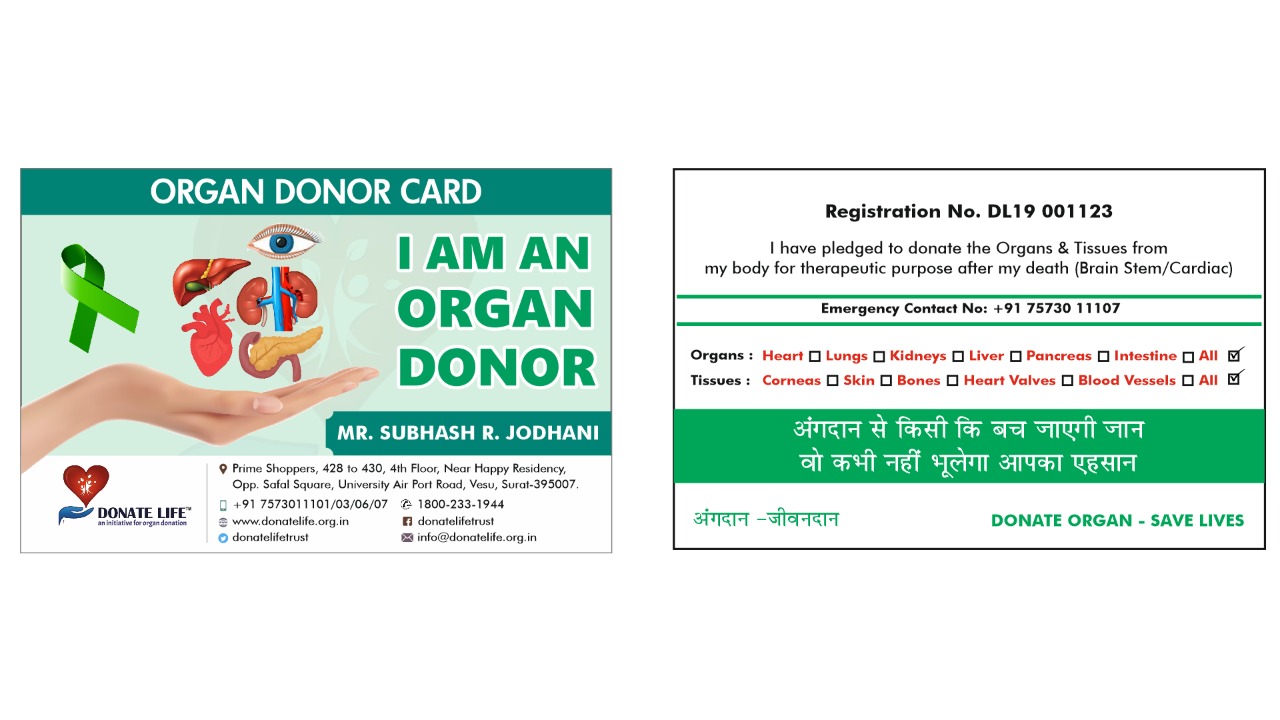 ORGAN DONOR CARD
I AM AN
ORGAN
DONOR
MR. SUBHASH R. JODHANI
DONATE LIFE™
an initiative for organ donation
Prime Shoppers, 428 to 430, 4th Floor, Near Happy Residency,
Opp. Safal Square, University Air Port Road, Vesu, Surat-395007.
+91 7573011101/03/06/07 1800-233-1944
www.donatelife.org.in donatelifetrust
donatelifetrust info@donatelife.org.in
Registration No. DL19 001123
I have pledged to donate the Organs & Tissues from
my body for therapeutic purpose after my death (Brain Stem/Cardiac)
Emergency Contact No: +91 75730 11107
Organs : Heart ☐ Lungs ☐ Kidneys ☐ Liver ☐ Pancreas ☐ Intestine ☐ All ☑
Tissues : Corneas ☐ Skin ☐ Bones ☐ Heart Valves ☐ Blood Vessels ☐ All ☑
अंगदान से किसी कि बच जाएगी जान
वो कभी नहीं भूलेगा आपका एहसान
अंगदान -जीवनदान DONATE ORGAN - SAVE LIVES